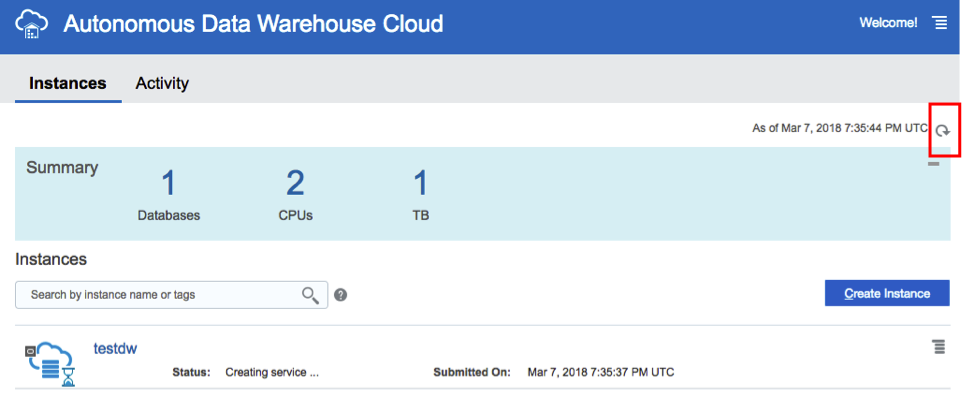 Autonomous Data Warehouse Cloud
Welcome!
Instances Activity
As of Mar 7, 2018 7:35:44 PM UTC
Summary
1 2 1
Databases CPUs TB
Instances
Search by instance name or tags
Create Instance
testdw
Status: Creating service ... Submitted On: Mar 7, 2018 7:35:37 PM UTC